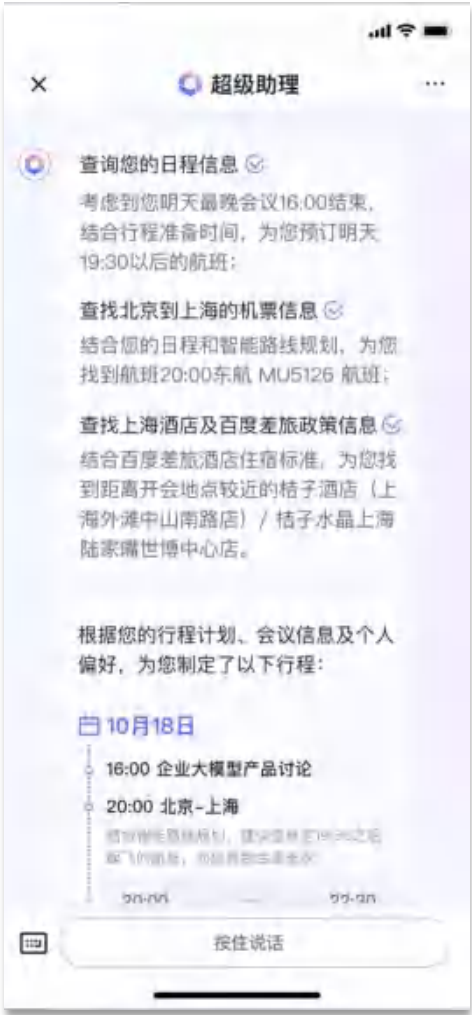 超级助理
查询您的日程信息
考虑到您明天最晚会议16:00结束,
结合行程准备时间，为您预订明天
19:30以后的航班；
查找北京到上海的机票信息
结合您的日程和智能路线规划，为您
找到航班20:00东航 MU5126 航班；
查找上海酒店及百度差旅政策信息
结合百度差旅酒店住宿标准，为您找
到距离开会地点较近的桔子酒店（上
海外滩中山南路店）/ 桔子水晶上海
陆家嘴世博中心店。
根据您的行程计划、会议信息及个人
偏好，为您制定了以下行程：
10月18日
16:00 企业大模型产品讨论
20:00 北京-上海
20:00 — 22:20
按住说话